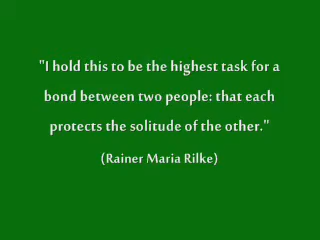 "I hold this to be the highest task for a
bond between two people: that each
protects the solitude of the other."
(Rainer Maria Rilke)